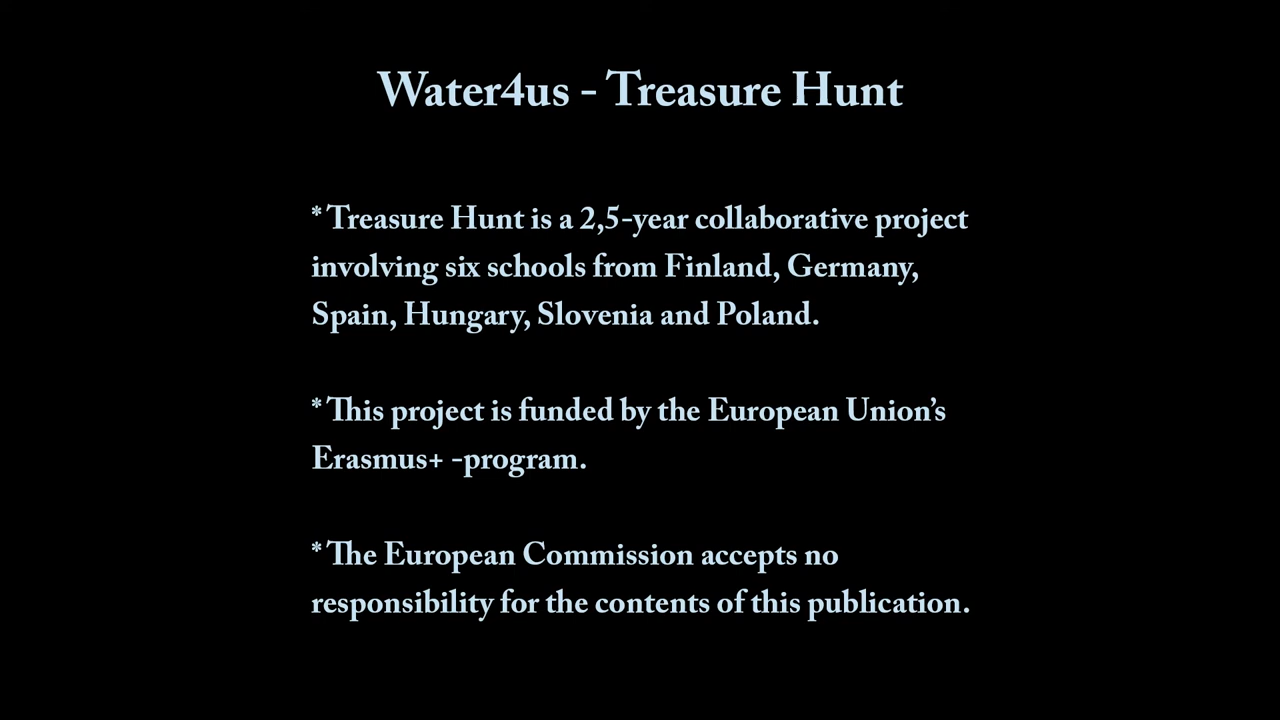 Water4us - Treasure Hunt
* Treasure Hunt is a 2,5-year collaborative project
involving six schools from Finland, Germany,
Spain, Hungary, Slovenia and Poland.
* This project is funded by the European Union’s
Erasmus+ -program.
* The European Commission accepts no
responsibility for the contents of this publication.